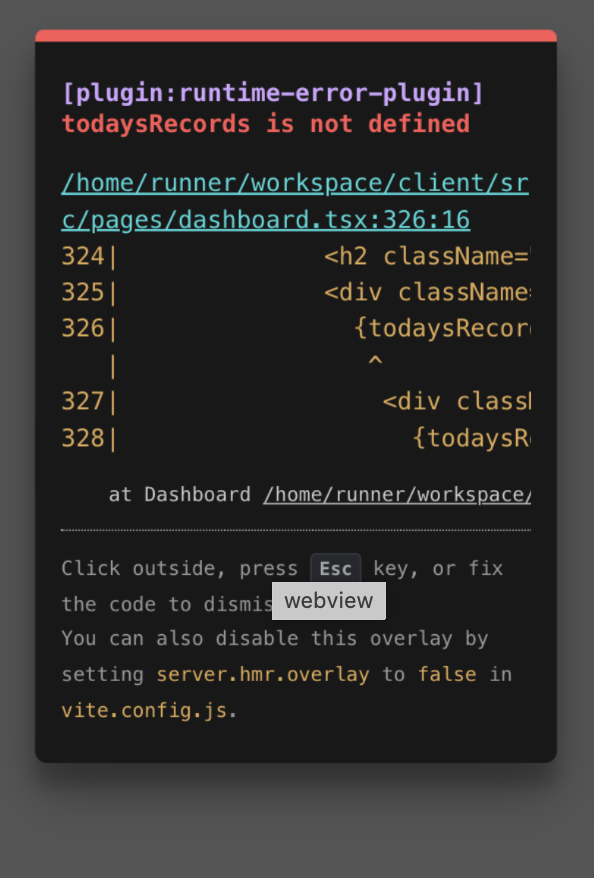 [plugin:runtime-error-plugin]
todaysRecords is not defined
/home/runner/workspace/client/sr
c/pages/dashboard.tsx:326:16
324|              <h2 className=
325|              <div className=
326|                {todaysRecor
   |                 ^
327|                  <div class
328|                    {todaysR
at Dashboard /home/runner/workspace/
Click outside, press Esc key, or fix
the code to dismis
webview
You can also disable this overlay by
setting server.hmr.overlay to false in
vite.config.js.